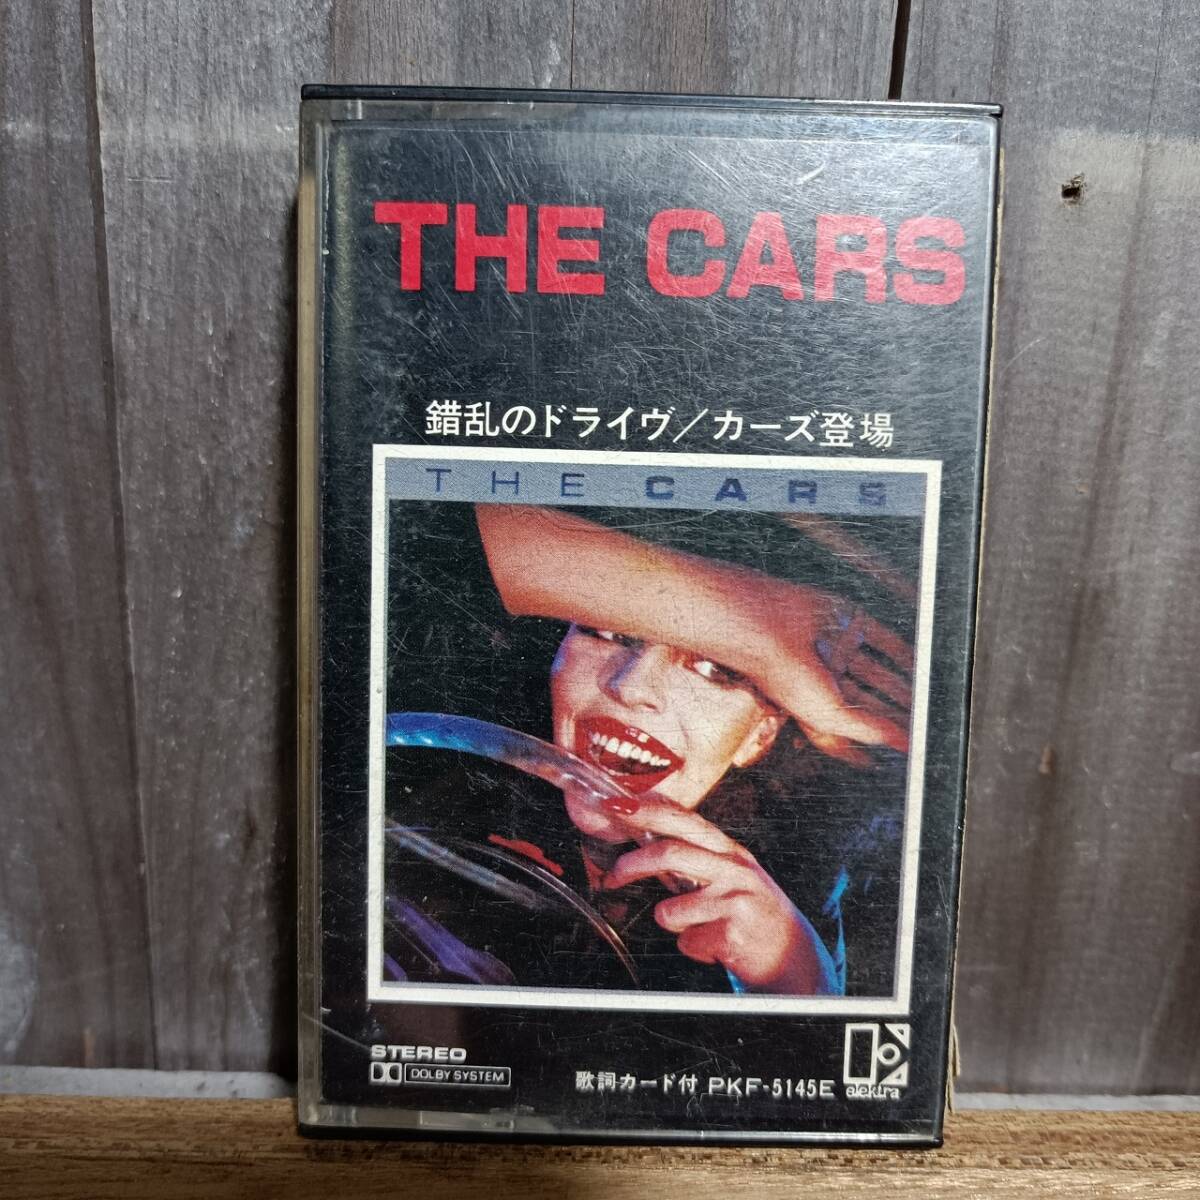 THE CARS
錯乱のドライヴ／カーズ登場
THE CARS
STEREO
DOLBY SYSTEM
歌詞カード付 PKF-5145E
elektra